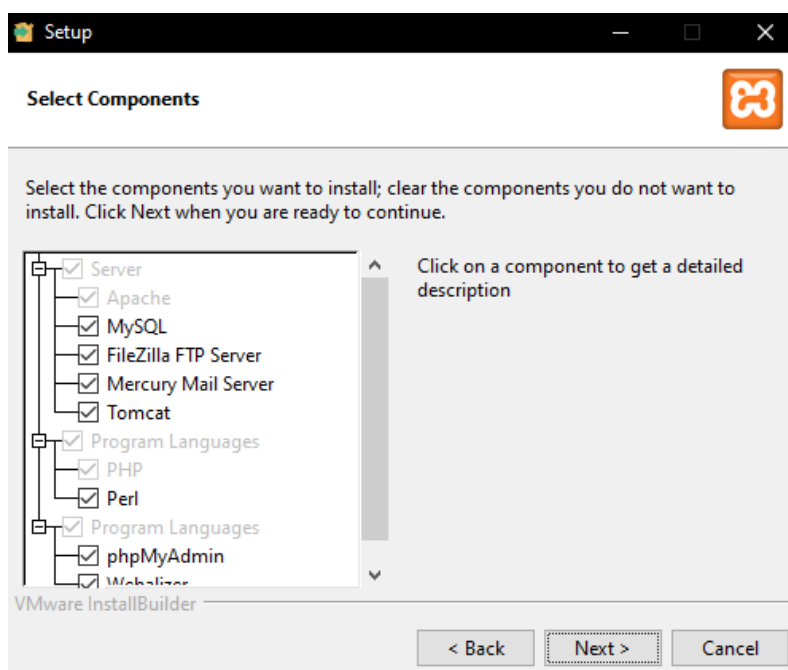 Setup
Select Components
Select the components you want to install; clear the components you do not want to
install. Click Next when you are ready to continue.
Server
Apache
MySQL
FileZilla FTP Server
Mercury Mail Server
Tomcat
Program Languages
PHP
Perl
Program Languages
phpMyAdmin
Webalizer
Click on a component to get a detailed
description
VMware InstallBuilder
< Back
Next >
Cancel